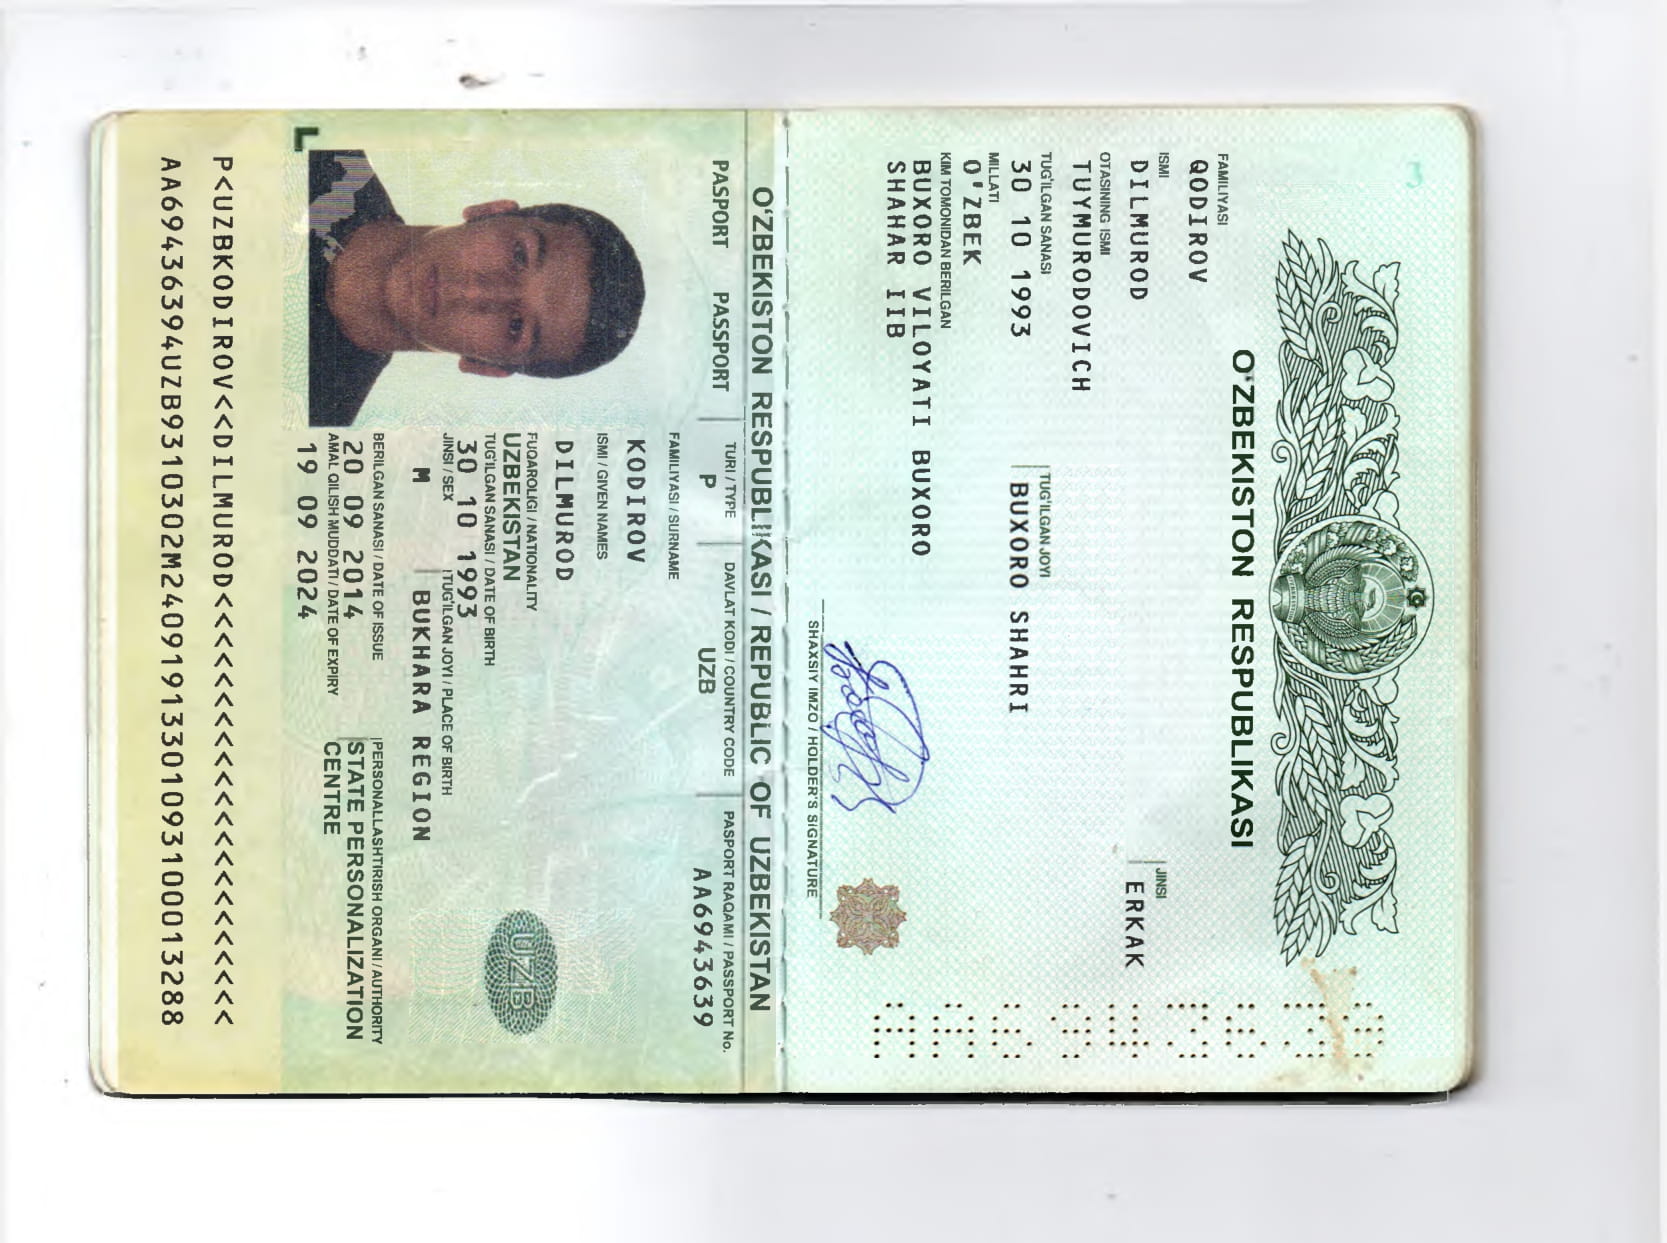 O'ZBEKISTON RESPUBLIKASI
FAMILIYASI
QODIROV
ISMI
DILMUROD
JINSI
ERKAK
OTASINING ISMI
TUYMURODOVICH
TUG'ILGAN SANASI
30 10 1993
TUG'ILGAN JOYI
BUXORO SHAHRI
MILLATI
O'ZBEK
KIM TOMONIDAN BERILGAN
BUXORO VILOYATI BUXORO
SHAHAR IIB
SHAXSIY IMZO / HOLDER'S SIGNATURE
O'ZBEKISTON RESPUBLIKASI / REPUBLIC OF UZBEKISTAN
PASPORT PASSPORT
TURI / TYPE
P
DAVLAT KODI / COUNTRY CODE
UZB
PASPORT RAQAMI / PASSPORT No.
AA6943639
FAMILIYASI / SURNAME
KODIROV
ISMI / GIVEN NAMES
DILMUROD
FUQAROLIGI / NATIONALITY
UZBEKISTAN
TUG'ILGAN SANASI / DATE OF BIRTH
30 10 1993
JINSI / SEX
M
TUG'ILGAN JOYI / PLACE OF BIRTH
BUKHARA REGION
UZB
BERILGAN SANASI / DATE OF ISSUE
20 09 2014
AMAL QILISH MUDDATI / DATE OF EXPIRY
19 09 2024
PERSONALLASHTIRISH ORGANI / AUTHORITY
STATE PERSONALIZATION
CENTRE
P<UZBKODIROV<<DILMUROD<<<<<<<<<<<<<<<<<<<<<<
AA69436394UZB9310302M24091913301093100013288